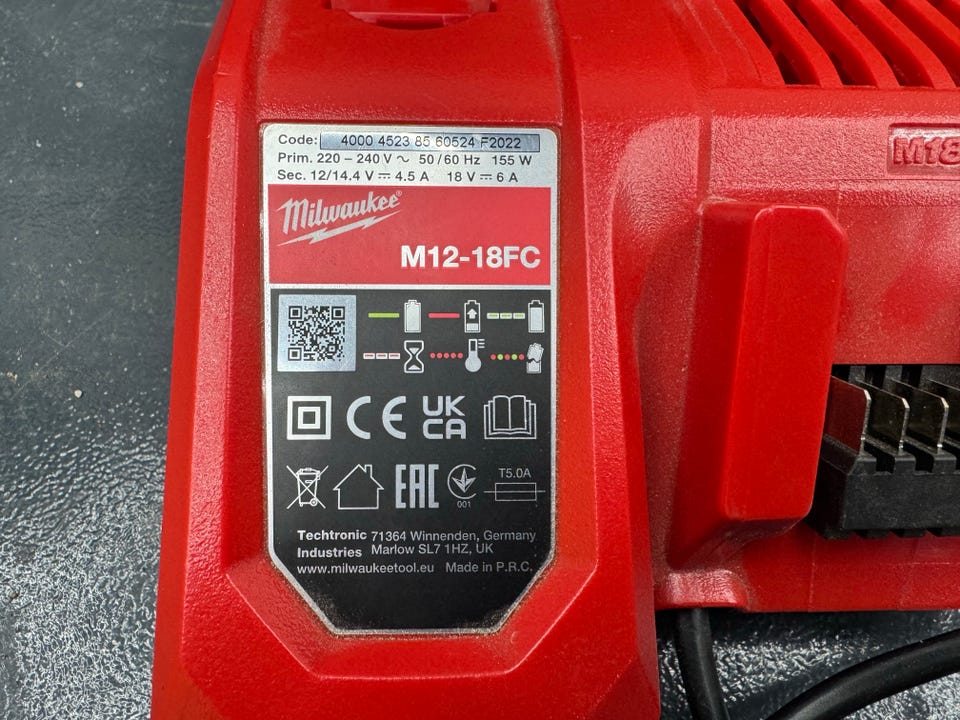 Code: 4000 4523 85 60524 F2022
Prim. 220 – 240 V ~ 50/60 Hz 155 W
Sec. 12/14.4 V ⎓ 4.5 A 18 V ⎓ 6 A
Milwaukee®
M12-18FC
M18
CE
UK
CA
EAC
001
T5.0A
Techtronic 71364 Winnenden, Germany
Industries Marlow SL7 1HZ, UK
www.milwaukeetool.eu Made in P.R.C.